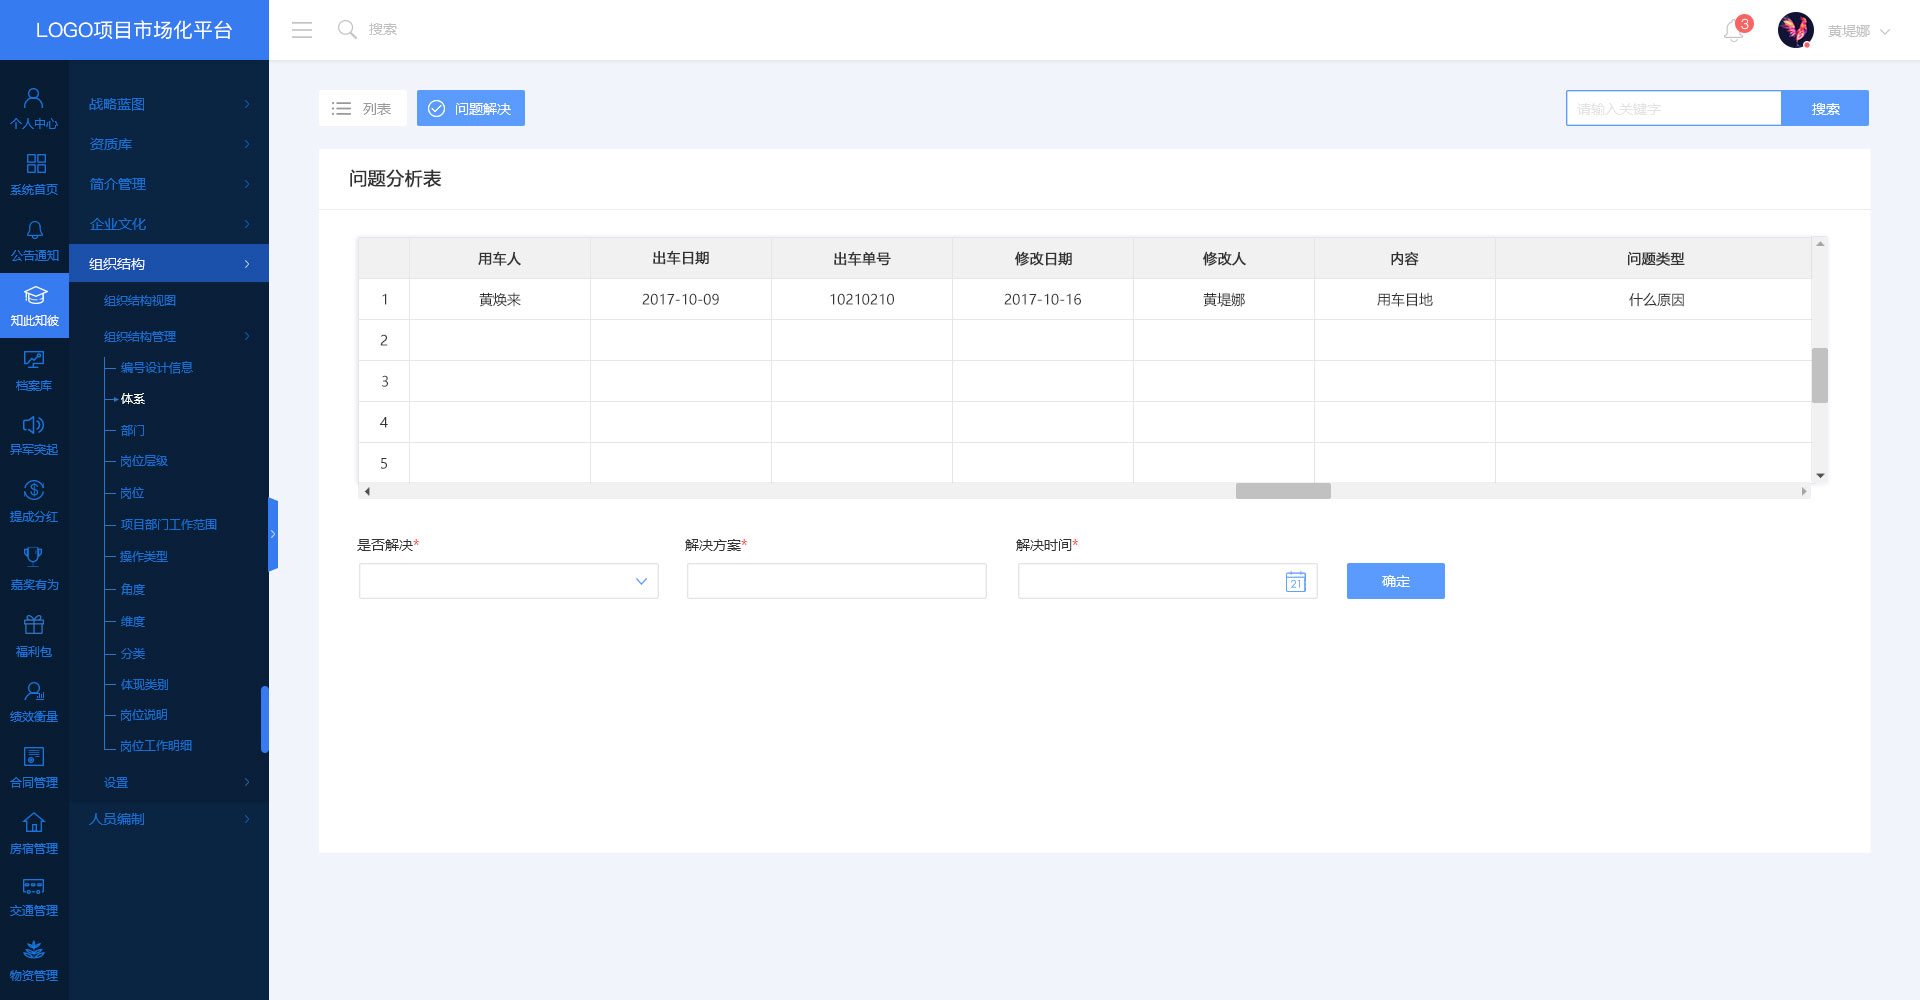 LOGO项目市场化平台
搜索
3
黄堤娜
个人中心
系统首页
公告通知
知此知彼
档案库
异军突起
提成分红
嘉奖有为
福利包
绩效衡量
合同管理
房宿管理
交通管理
物资管理
战略蓝图
资质库
简介管理
企业文化
组织结构
组织结构视图
组织结构管理
编号设计信息
体系
部门
岗位层级
岗位
项目部门工作范围
操作类型
角度
维度
分类
体现类别
岗位说明
岗位工作明细
设置
人员编制
列表
问题解决
请输入关键字
搜索
问题分析表
用车人 出车日期 出车单号 修改日期 修改人 内容 问题类型
1 黄焕来 2017-10-09 10210210 2017-10-16 黄堤娜 用车目地 什么原因
2
3
4
5
是否解决* 解决方案* 解决时间*
21
确定